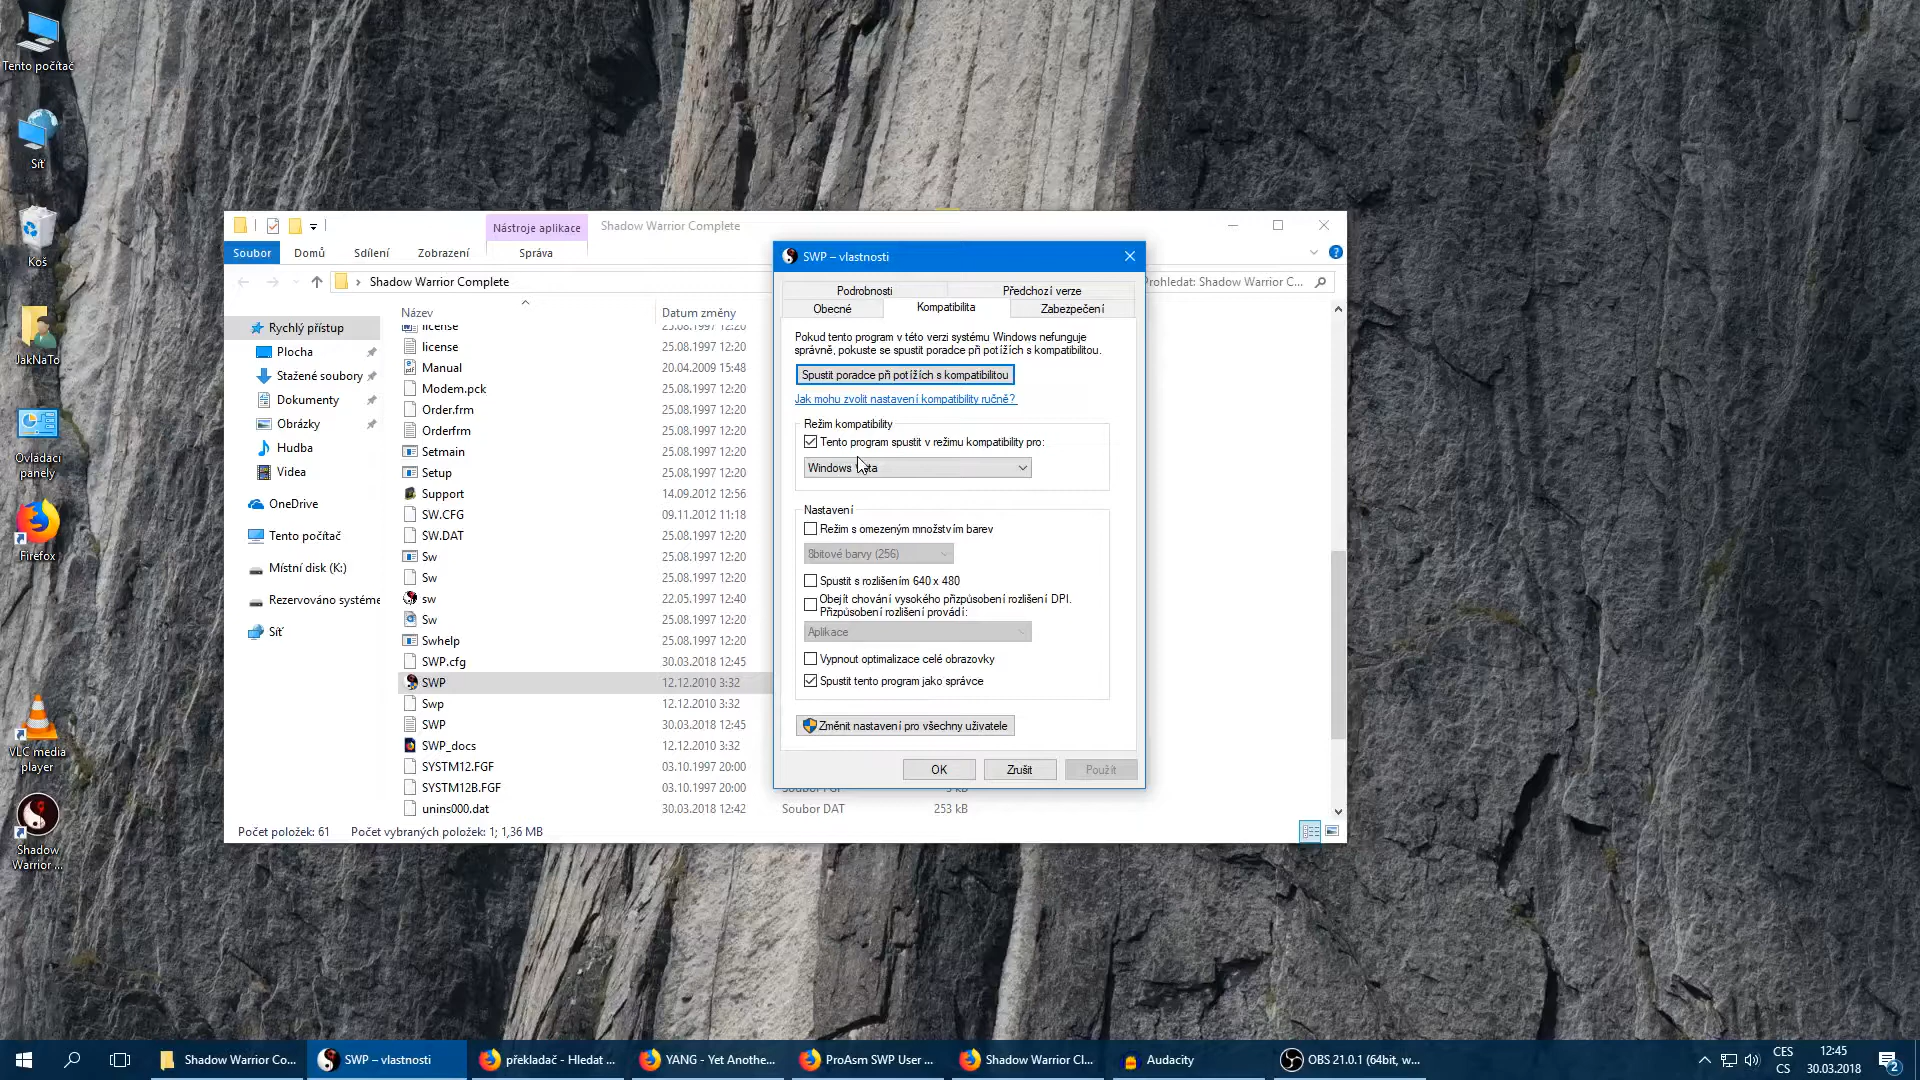 Tento počítač
Síť
Koš
JakNaTo
Ovládací
panely
Firefox
VLC media
player
Shadow
Warrior ...
Nástroje aplikace
Shadow Warrior Complete
Soubor
Domů
Sdílení
Zobrazení
Správa
Shadow Warrior Complete
Prohledat: Shadow Warrior C...
Rychlý přístup
Plocha
Stažené soubory
Dokumenty
Obrázky
Hudba
Videa
OneDrive
Tento počítač
Místní disk (K:)
Rezervováno systéme
Síť
Název
Datum změny
license 25.08.1997 12:20
license 25.08.1997 12:20
Manual 20.04.2009 15:48
Modem.pck 25.08.1997 12:20
Order.frm 25.08.1997 12:20
Orderfrm 25.08.1997 12:20
Setmain 25.08.1997 12:20
Setup 25.08.1997 12:20
Support 14.09.2012 12:56
SW.CFG 09.11.2012 11:18
SW.DAT 25.08.1997 12:20
Sw 25.08.1997 12:20
Sw 25.08.1997 12:20
sw 22.05.1997 12:40
Sw 25.08.1997 12:20
Swhelp 25.08.1997 12:20
SWP.cfg 30.03.2018 12:45
SWP 12.12.2010 3:32
Swp 12.12.2010 3:32
SWP 30.03.2018 12:45
SWP_docs 12.12.2010 3:32
SYSTM12.FGF 03.10.1997 20:00
SYSTM12B.FGF 03.10.1997 20:00 Soubor FGF 5 kB
unins000.dat 30.03.2018 12:42 Soubor DAT 253 kB
Počet položek: 61
Počet vybraných položek: 1; 1,36 MB
SWP – vlastnosti
Podrobnosti
Předchozí verze
Obecné
Kompatibilita
Zabezpečení
Pokud tento program v této verzi systému Windows nefunguje
správně, pokuste se spustit poradce při potížích s kompatibilitou.
Spustit poradce při potížích s kompatibilitou
Jak mohu zvolit nastavení kompatibility ručně?
Režim kompatibility
Tento program spustit v režimu kompatibility pro:
Windows Vista
Nastavení
Režim s omezeným množstvím barev
8bitové barvy (256)
Spustit s rozlišením 640 x 480
Obejít chování vysokého přizpůsobení rozlišení DPI.
Přizpůsobení rozlišení provádí:
Aplikace
Vypnout optimalizace celé obrazovky
Spustit tento program jako správce
Změnit nastavení pro všechny uživatele
OK
Zrušit
Použít
Shadow Warrior Co...
SWP – vlastnosti
překladač - Hledat ...
YANG - Yet Anothe...
ProAsm SWP User ...
Shadow Warrior Cl...
Audacity
OBS 21.0.1 (64bit, w...
CES
CS
12:45
30.03.2018
2